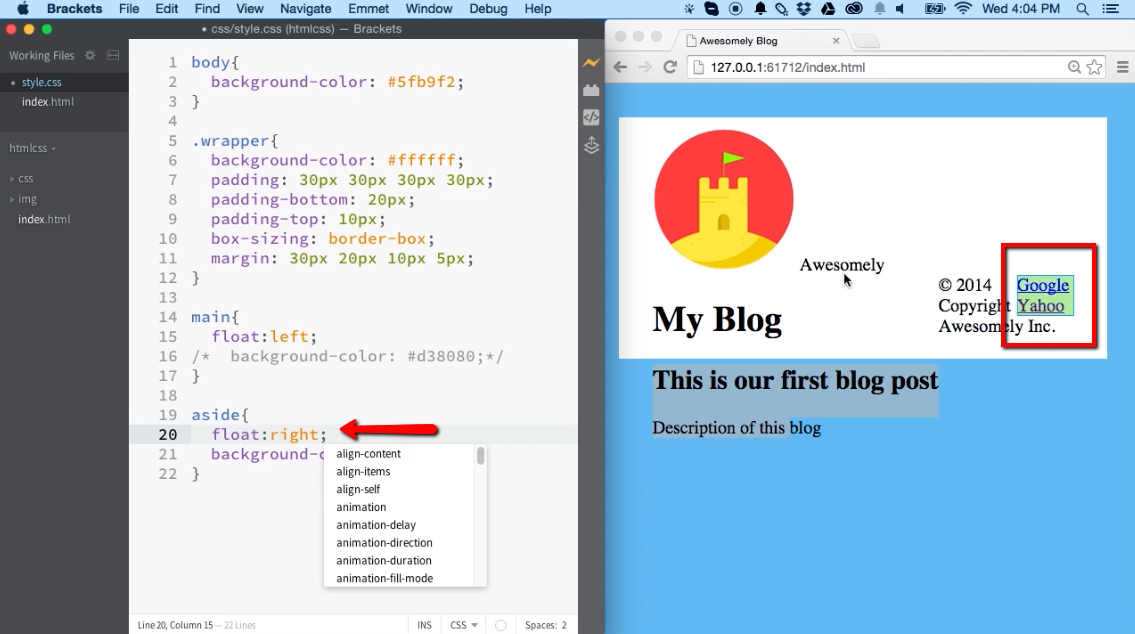 Brackets File Edit Find View Navigate Emmet Window Debug Help Wed 4:04 PM
• css/style.css (htmlcss) — Brackets
Working Files
style.css
index.html
htmlcss
css
img
index.html
1 body{
2 background-color: #5fb9f2;
3 }
4
5 .wrapper{
6 background-color: #ffffff;
7 padding: 30px 30px 30px 30px;
8 padding-bottom: 20px;
9 padding-top: 10px;
10 box-sizing: border-box;
11 margin: 30px 20px 10px 5px;
12 }
13
14 main{
15 float:left;
16 /* background-color: #d38080;*/
17 }
18
19 aside{
20 float:right;
21 background-c
22 }
align-content
align-items
align-self
animation
animation-delay
animation-direction
animation-duration
animation-fill-mode
Line 20, Column 15 — 22 Lines
INS CSS Spaces: 2
Awesomely Blog
127.0.0.1:61712/index.html
Awesomely
My Blog
© 2014
Copyright
Awesomely Inc.
Google
Yahoo
This is our first blog post
Description of this blog